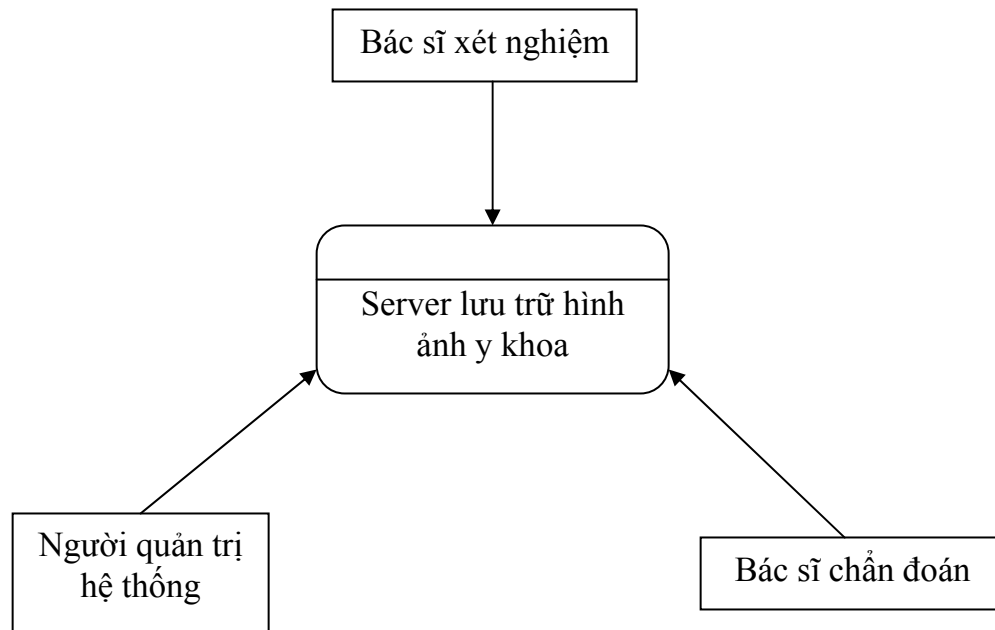 Bác sĩ xét nghiệm
Server lưu trữ hình
ảnh y khoa
Người quản trị
hệ thống
Bác sĩ chẩn đoán